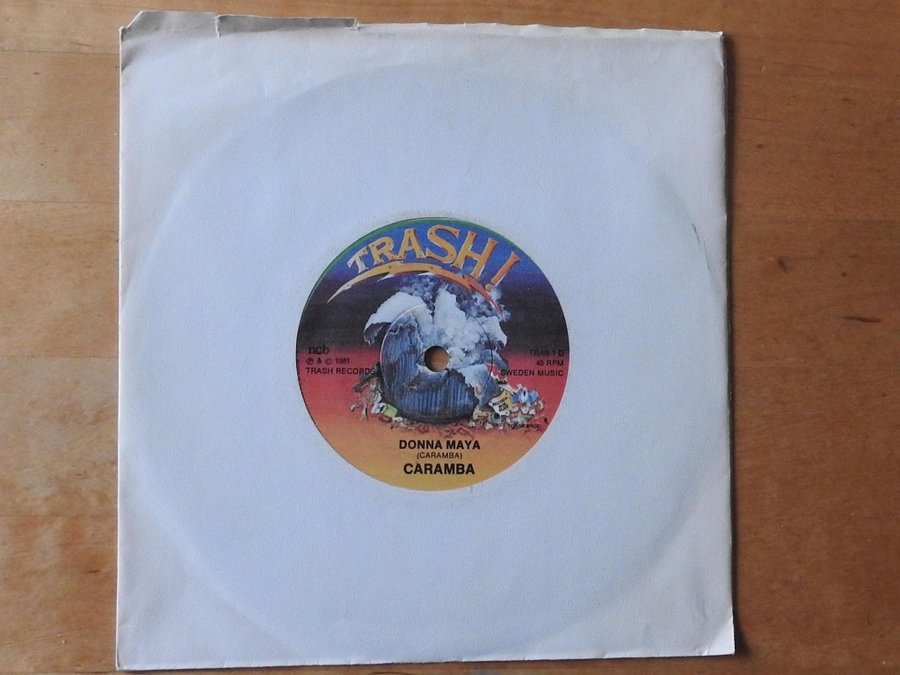 TRASH!
ncb
℗ & © 1981
TRASH RECORDS
TRAS 1 D
45 RPM
SWEDEN MUSIC
DONNA MAYA
(CARAMBA)
CARAMBA